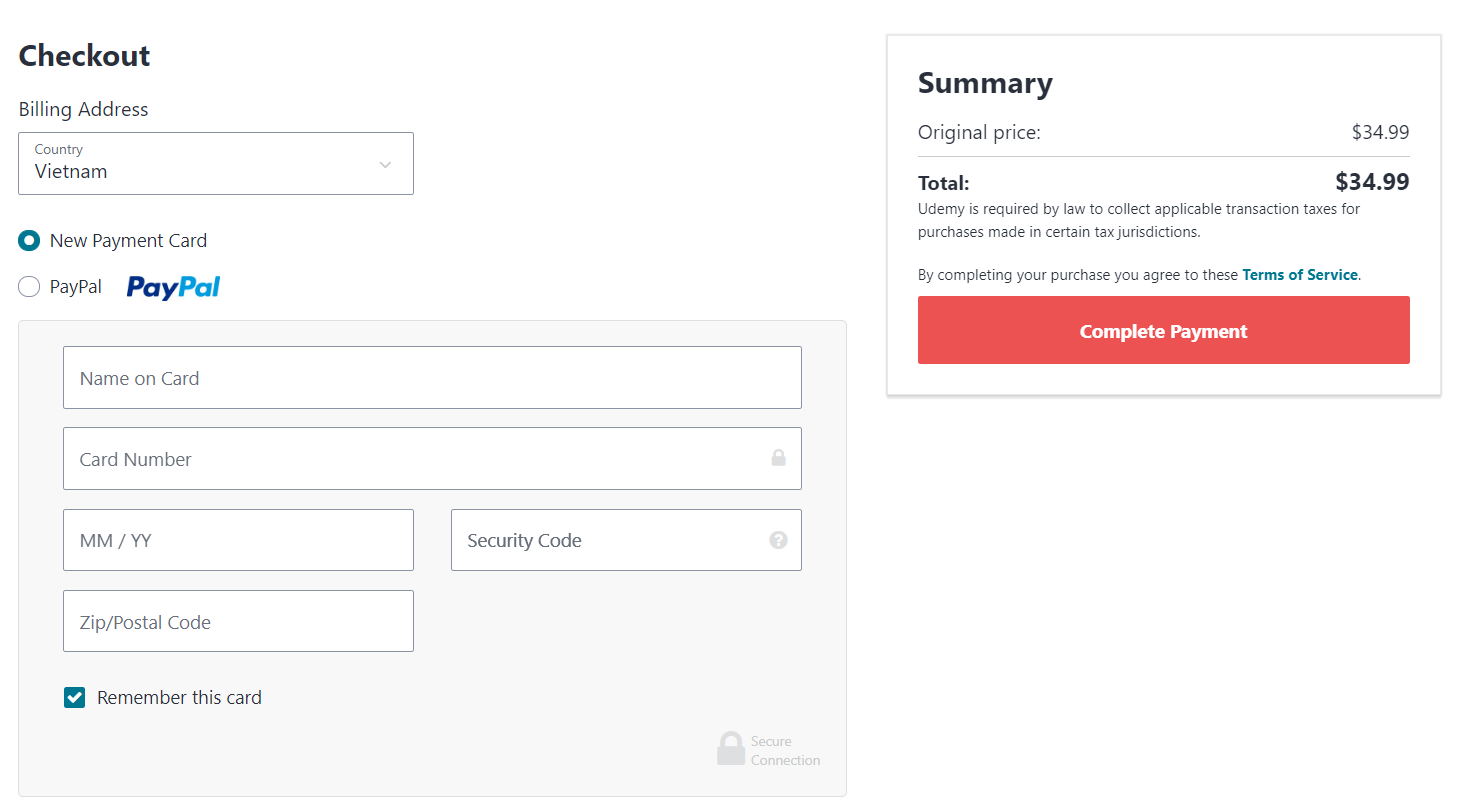 Checkout
Billing Address
Country
Vietnam
New Payment Card
PayPal PayPal
Name on Card
Card Number
MM / YY
Security Code
Zip/Postal Code
Remember this card
Secure
Connection
Summary
Original price: $34.99
Total: $34.99
Udemy is required by law to collect applicable transaction taxes for
purchases made in certain tax jurisdictions.
By completing your purchase you agree to these Terms of Service.
Complete Payment